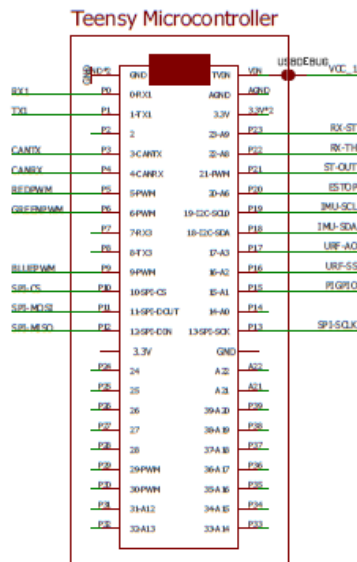 Teensy Microcontroller
GND*2 GND TVIN VIN USBDEBUG VCC_1
RX1 P0 0-RX1 AGND AGND
TX1 P1 1-TX1 3.3V 3.3V*2
P2 2 23-A9 P23 RX-ST
CANTX P3 3-CANTX 22-A8 P22 RX-TH
CANRX P4 4-CANRX 21-PWM P21 ST-OUT
REDPWM P5 5-PWM 20-A6 P20 ESTOP
GREENPWM P6 6-PWM 19-I2C-SCL0 P19 IMU-SCL
P7 7-RX3 18-I2C-SDA P18 IMU-SDA
P8 8-TX3 17-A3 P17 URF-AO
BLUEPWM P9 9-PWM 16-A2 P16 URF-SS
SPI-CS P10 10-SPI-CS 15-A1 P15 PIGPIO
SPI-MOSI P11 11-SPI-DOUT 14-A0 P14
SPI-MISO P12 12-SPI-DIN 13-SPI-SCK P13 SPI-SCLK
3.3V GND
P24 24 A22 A22
P25 25 A21 A21
P26 26 39-A20 P39
P27 27 38-A19 P38
P28 28 37-A18 P37
P29 29-PWM 36-A17 P36
P30 30-PWM 35-A16 P35
P31 31-A12 34-A15 P34
P32 32-A13 33-A14 P33